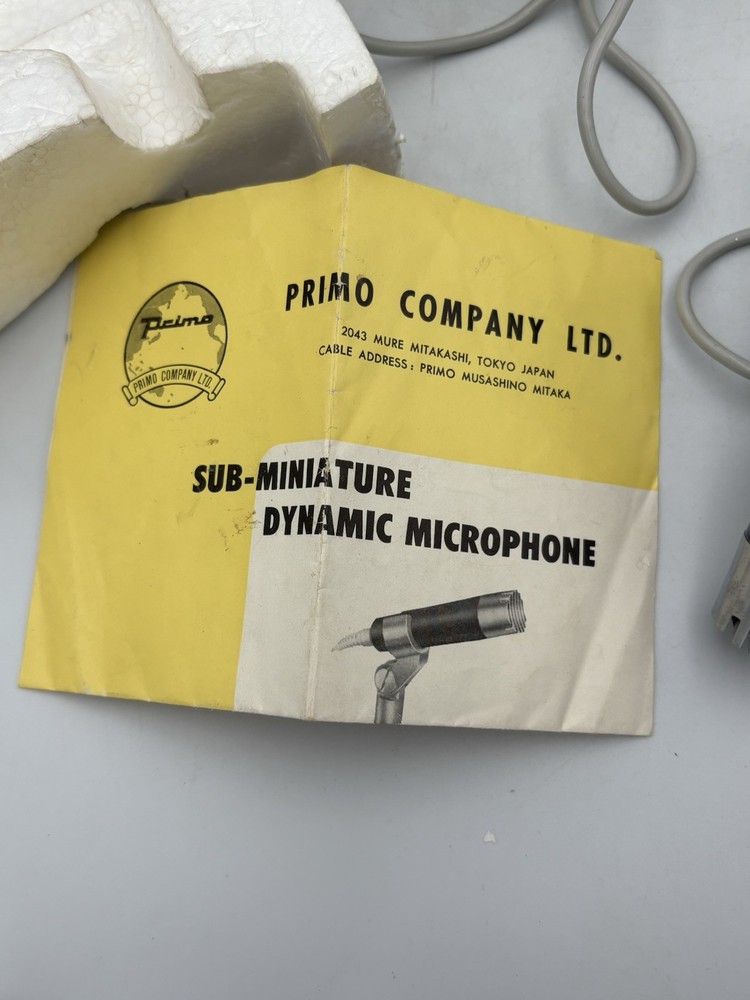 Primo
PRIMO COMPANY LTD.
PRIMO COMPANY LTD.
2043 MURE MITAKASHI, TOKYO JAPAN
CABLE ADDRESS : PRIMO MUSASHINO MITAKA
SUB-MINIATURE
DYNAMIC MICROPHONE